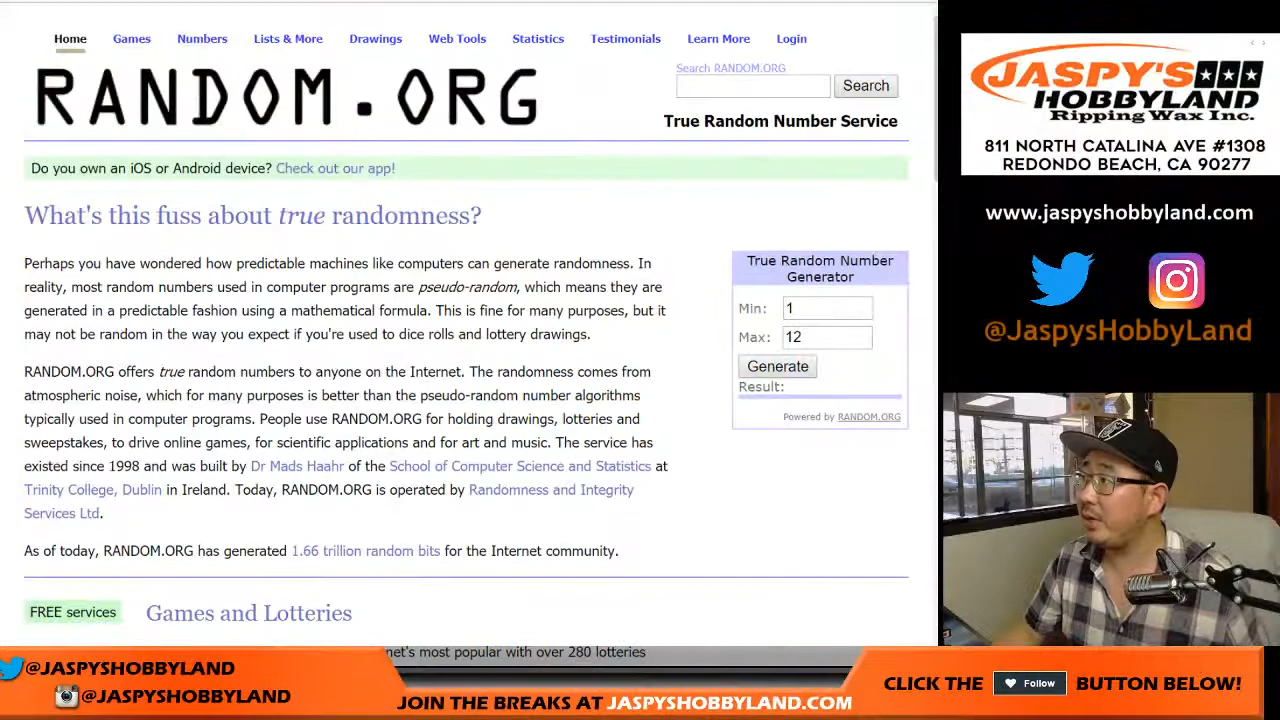 Home Games Numbers Lists & More Drawings Web Tools Statistics Testimonials Learn More Login
RANDOM.ORG
Search RANDOM.ORG
Search
True Random Number Service
Do you own an iOS or Android device? Check out our app!
What's this fuss about true randomness?
Perhaps you have wondered how predictable machines like computers can generate randomness. In
reality, most random numbers used in computer programs are pseudo-random, which means they are
generated in a predictable fashion using a mathematical formula. This is fine for many purposes, but it
may not be random in the way you expect if you're used to dice rolls and lottery drawings.
RANDOM.ORG offers true random numbers to anyone on the Internet. The randomness comes from
atmospheric noise, which for many purposes is better than the pseudo-random number algorithms
typically used in computer programs. People use RANDOM.ORG for holding drawings, lotteries and
sweepstakes, to drive online games, for scientific applications and for art and music. The service has
existed since 1998 and was built by Dr Mads Haahr of the School of Computer Science and Statistics at
Trinity College, Dublin in Ireland. Today, RANDOM.ORG is operated by Randomness and Integrity
Services Ltd.
As of today, RANDOM.ORG has generated 1.66 trillion random bits for the Internet community.
True Random Number
Generator
Min: 1
Max: 12
Generate
Result:
Powered by RANDOM.ORG
FREE services
Games and Lotteries
net's most popular with over 280 lotteries
JASPY'S
HOBBYLAND
Ripping Wax Inc.
811 NORTH CATALINA AVE #1308
REDONDO BEACH, CA 90277
www.jaspyshobbyland.com
@JaspysHobbyLand
@JASPYSHOBBYLAND
@JASPYSHOBBYLAND
JOIN THE BREAKS AT JASPYSHOBBYLAND.COM
CLICK THE Follow BUTTON BELOW!